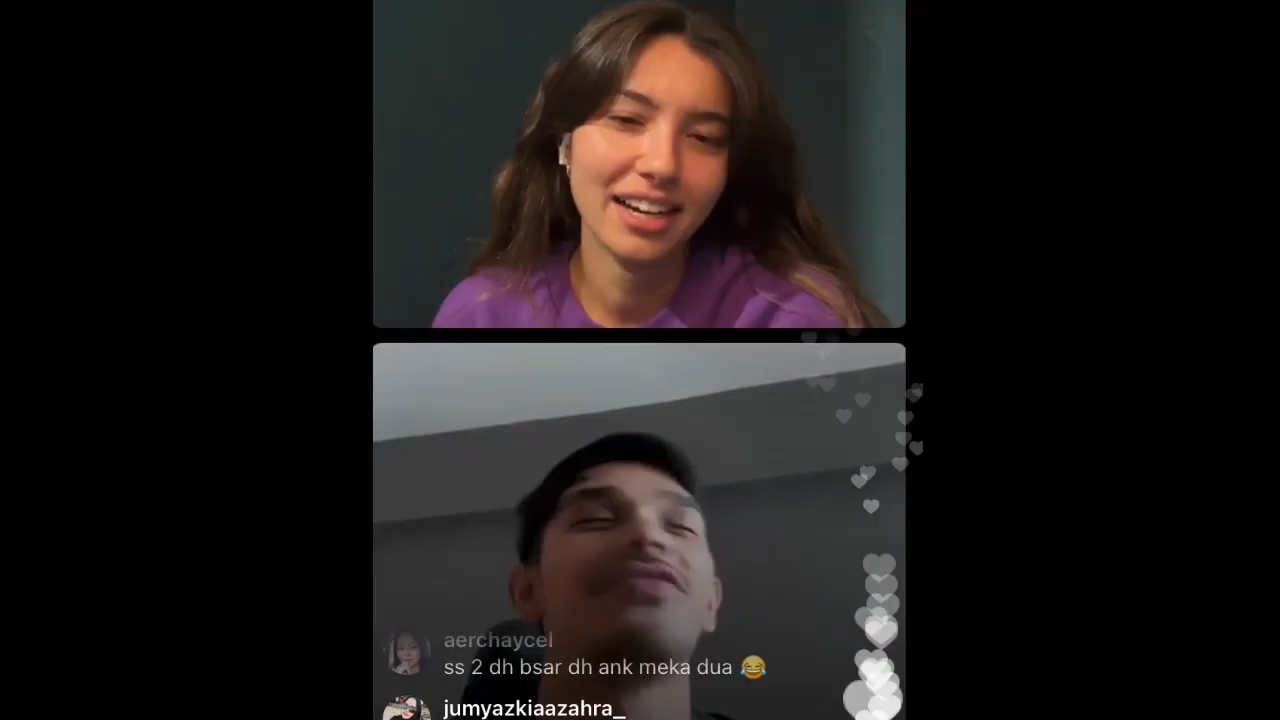 aerchaycel
ss 2 dh bsar dh ank meka dua 😂
jumyazkiaazahra_